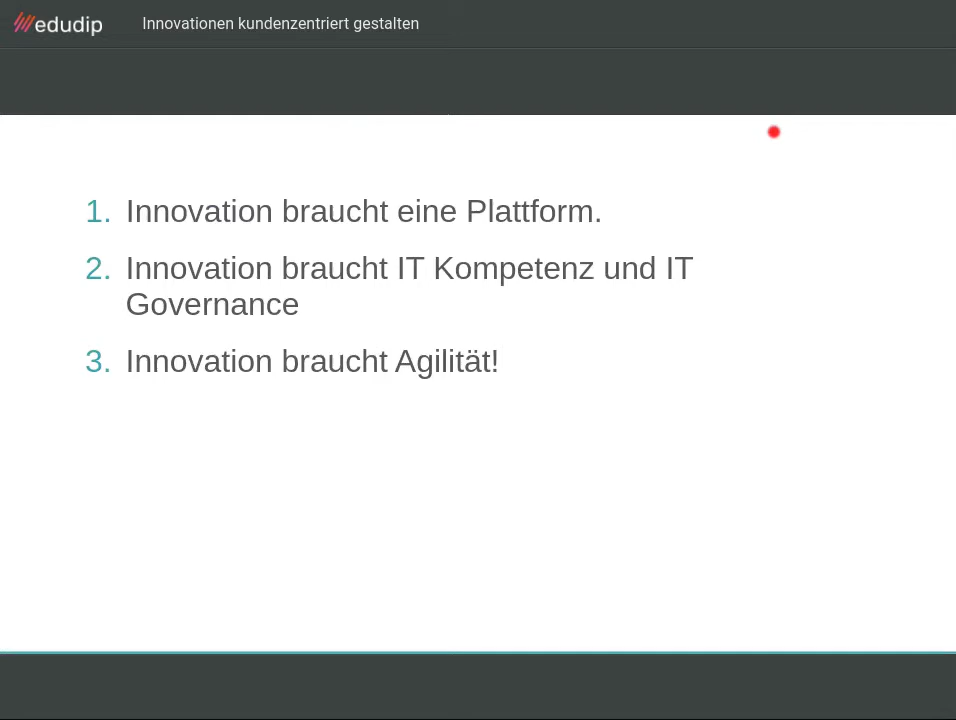 edudip
Innovationen kundenzentriert gestalten
1. Innovation braucht eine Plattform.
2. Innovation braucht IT Kompetenz und IT
Governance
3. Innovation braucht Agilität!